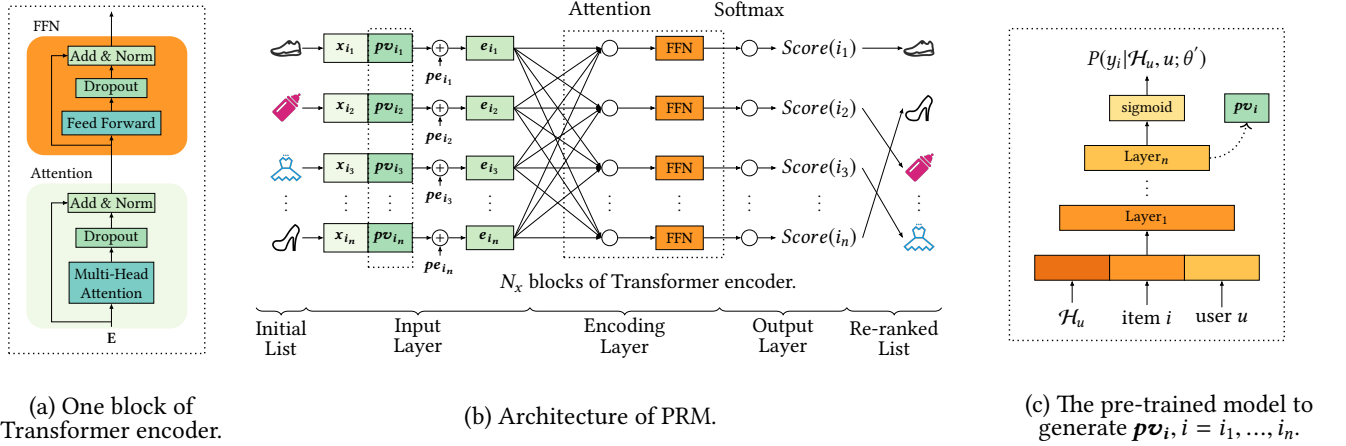 FFN
Add & Norm
Dropout
Feed Forward
Attention
Add & Norm
Dropout
Multi-Head
Attention
E
(a) One block of
Transformer encoder.
Attention Softmax
x_{i_1} pv_{i_1} e_{i_1} FFN Score(i_1)
pe_{i_1}
x_{i_2} pv_{i_2} e_{i_2} FFN Score(i_2)
pe_{i_2}
x_{i_3} pv_{i_3} e_{i_3} FFN Score(i_3)
pe_{i_3}
x_{i_n} pv_{i_n} e_{i_n} FFN Score(i_n)
pe_{i_n}
N_x blocks of Transformer encoder.
Initial
List
Input
Layer
Encoding
Layer
Output
Layer
Re-ranked
List
(b) Architecture of PRM.
P(y_i|ℋ_u, u; θ′)
sigmoid pv_i
Layer_n
Layer_1
ℋ_u item i user u
(c) The pre-trained model to
generate pv_i, i = i_1, ..., i_n.